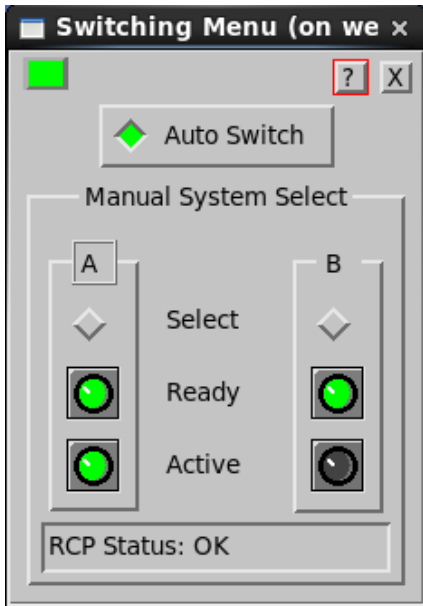 Switching Menu (on we ×
? X
Auto Switch
Manual System Select
A B
Select
Ready
Active
RCP Status: OK